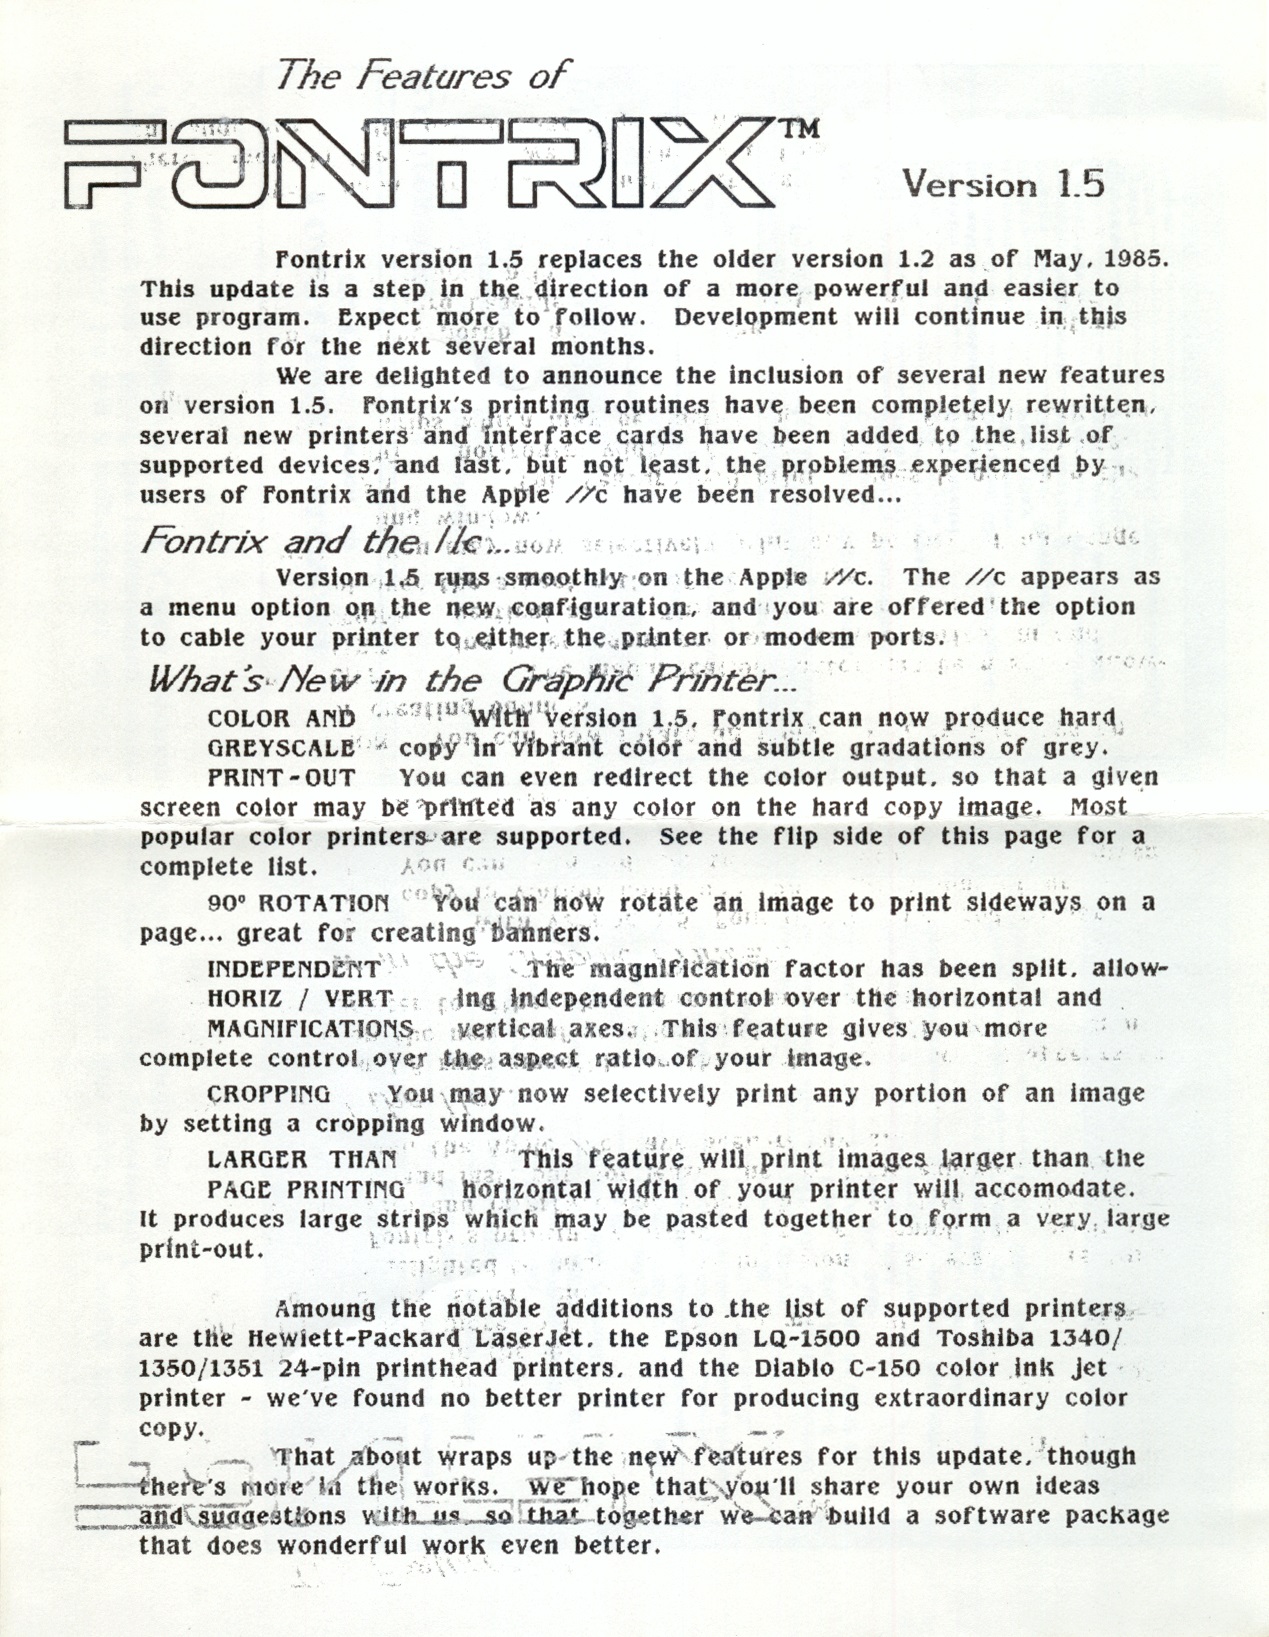 The Features of
FONTRIX™
Version 1.5
Fontrix version 1.5 replaces the older version 1.2 as of May, 1985.
This update is a step in the direction of a more powerful and easier to
use program. Expect more to follow. Development will continue in this
direction for the next several months.
We are delighted to announce the inclusion of several new features
on version 1.5. Fontrix's printing routines have been completely rewritten,
several new printers and interface cards have been added to the list of
supported devices, and last, but not least, the problems experienced by
users of Fontrix and the Apple //c have been resolved...
Fontrix and the //c...
Version 1.5 runs smoothly on the Apple //c. The //c appears as
a menu option on the new configuration, and you are offered the option
to cable your printer to either the printer or modem ports.
What's New in the Graphic Printer...
COLOR AND With version 1.5, Fontrix can now produce hard
GREYSCALE copy in vibrant color and subtle gradations of grey.
PRINT-OUT You can even redirect the color output, so that a given
screen color may be printed as any color on the hard copy image. Most
popular color printers are supported. See the flip side of this page for a
complete list.
90° ROTATION You can now rotate an image to print sideways on a
page... great for creating banners.
INDEPENDENT The magnification factor has been split, allow-
HORIZ / VERT ing independent control over the horizontal and
MAGNIFICATIONS vertical axes. This feature gives you more
complete control over the aspect ratio of your image.
CROPPING You may now selectively print any portion of an image
by setting a cropping window.
LARGER THAN This feature will print images larger than the
PAGE PRINTING horizontal width of your printer will accomodate.
It produces large strips which may be pasted together to form a very large
print-out.
Amoung the notable additions to the list of supported printers
are the Hewlett-Packard LaserJet, the Epson LQ-1500 and Toshiba 1340/
1350/1351 24-pin printhead printers, and the Diablo C-150 color ink jet
printer - we've found no better printer for producing extraordinary color
copy.
That about wraps up the new features for this update, though
there's more in the works. We hope that you'll share your own ideas
and suggestions with us, so that together we can build a software package
that does wonderful work even better.